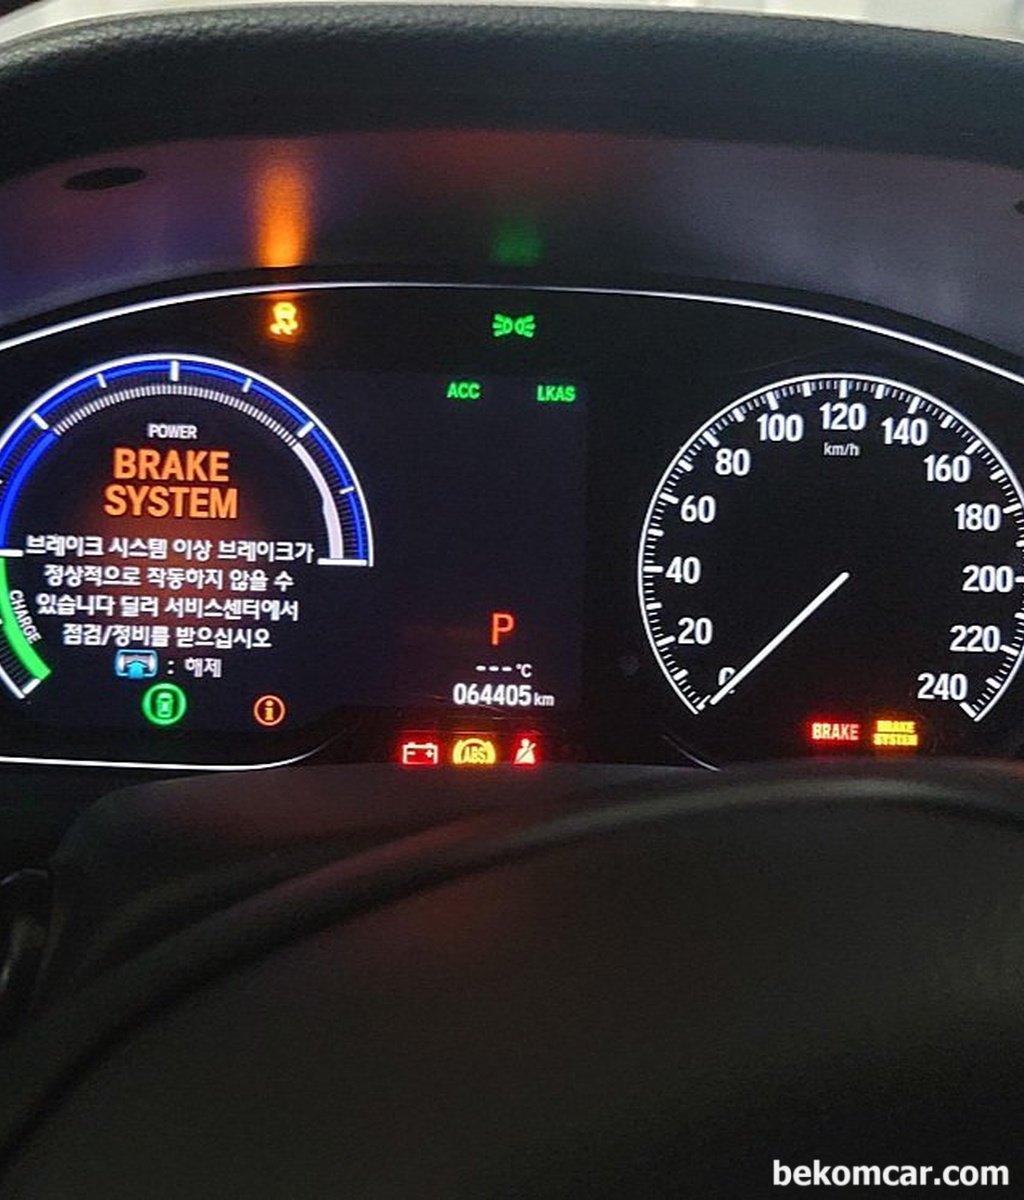 ACC LKAS
POWER
BRAKE
SYSTEM
브레이크 시스템 이상 브레이크가
정상적으로 작동하지 않을 수
있습니다 딜러 서비스센터에서
점검/정비를 받으십시오
: 해제
CHARGE
P
---°C
064405 km
ABS
0
20
40
60
80
100
120
140
160
180
200
220
240
km/h
BRAKE
BRAKE
SYSTEM
bekomcar.com